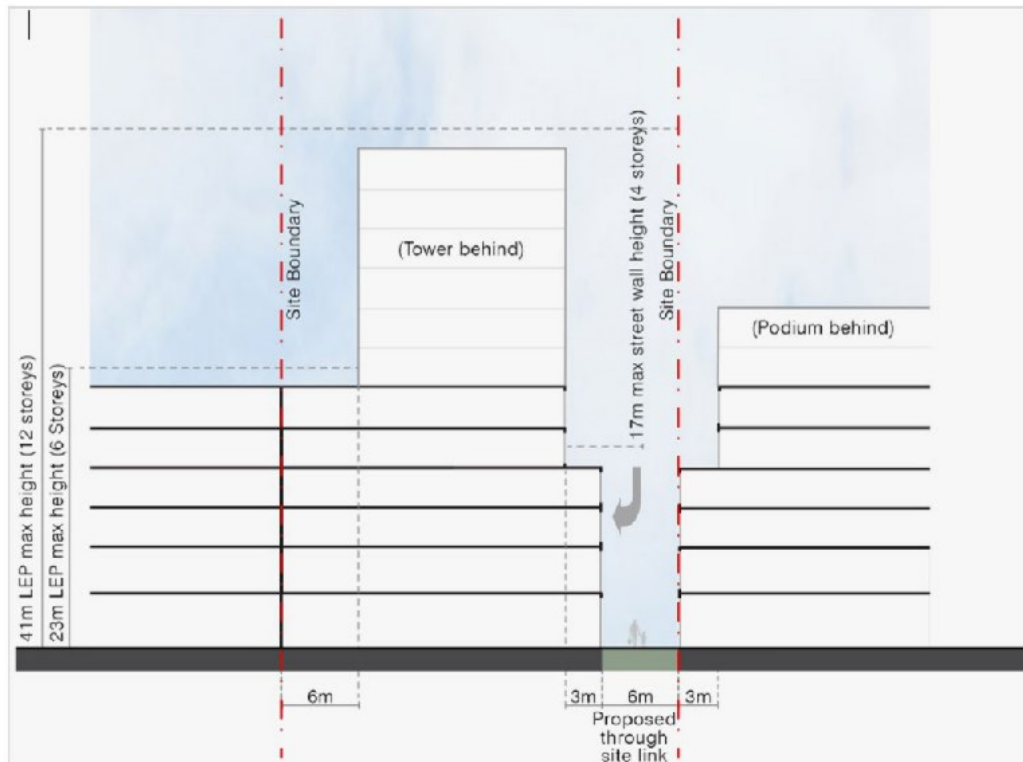 41m LEP max height (12 storeys)
23m LEP max height (6 Storeys)
Site Boundary
(Tower behind)
17m max street wall height (4 storeys)
Site Boundary
(Podium behind)
6m
3m
6m
3m
Proposed
through
site link